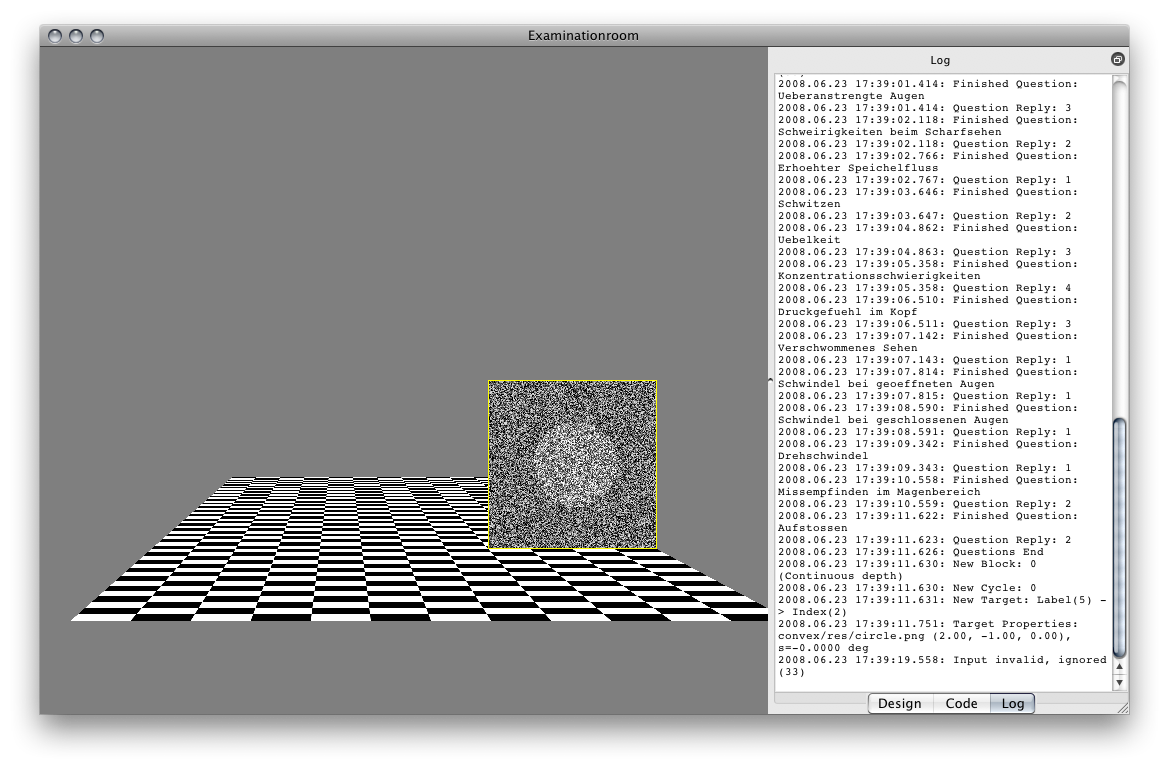 Examinationroom
Log
2008.06.23 17:39:01.414: Finished Question:
Ueberanstrengte Augen
2008.06.23 17:39:01.414: Question Reply: 3
2008.06.23 17:39:02.118: Finished Question:
Schweirigkeiten beim Scharfsehen
2008.06.23 17:39:02.118: Question Reply: 2
2008.06.23 17:39:02.766: Finished Question:
Erhoehter Speichelfluss
2008.06.23 17:39:02.767: Question Reply: 1
2008.06.23 17:39:03.646: Finished Question:
Schwitzen
2008.06.23 17:39:03.647: Question Reply: 2
2008.06.23 17:39:04.862: Finished Question:
Uebelkeit
2008.06.23 17:39:04.863: Question Reply: 3
2008.06.23 17:39:05.358: Finished Question:
Konzentrationsschwierigkeiten
2008.06.23 17:39:05.358: Question Reply: 4
2008.06.23 17:39:06.510: Finished Question:
Druckgefuehl im Kopf
2008.06.23 17:39:06.511: Question Reply: 3
2008.06.23 17:39:07.142: Finished Question:
Verschwommenes Sehen
2008.06.23 17:39:07.143: Question Reply: 1
2008.06.23 17:39:07.814: Finished Question:
Schwindel bei geoeffneten Augen
2008.06.23 17:39:07.815: Question Reply: 1
2008.06.23 17:39:08.590: Finished Question:
Schwindel bei geschlossenen Augen
2008.06.23 17:39:08.591: Question Reply: 1
2008.06.23 17:39:09.342: Finished Question:
Drehschwindel
2008.06.23 17:39:09.343: Question Reply: 1
2008.06.23 17:39:10.558: Finished Question:
Missempfinden im Magenbereich
2008.06.23 17:39:10.559: Question Reply: 2
2008.06.23 17:39:11.622: Finished Question:
Aufstossen
2008.06.23 17:39:11.623: Question Reply: 2
2008.06.23 17:39:11.626: Questions End
2008.06.23 17:39:11.630: New Block: 0
(Continuous depth)
2008.06.23 17:39:11.630: New Cycle: 0
2008.06.23 17:39:11.631: New Target: Label(5) -
> Index(2)
2008.06.23 17:39:11.751: Target Properties:
convex/res/circle.png (2.00, -1.00, 0.00),
s=-0.0000 deg
2008.06.23 17:39:19.558: Input invalid, ignored
(33)
Design Code Log